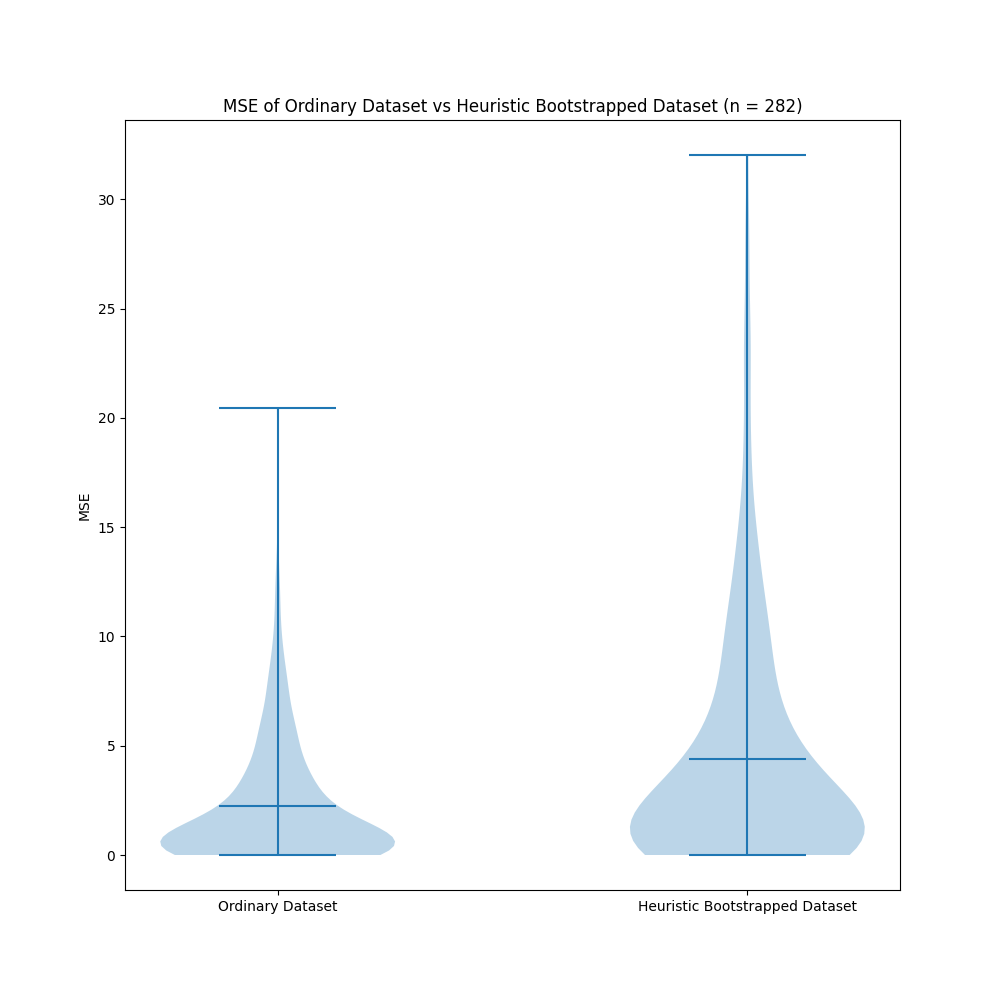 MSE of Ordinary Dataset vs Heuristic Bootstrapped Dataset (n = 282)
30
25
20
15
10
5
0
MSE
Ordinary Dataset
Heuristic Bootstrapped Dataset